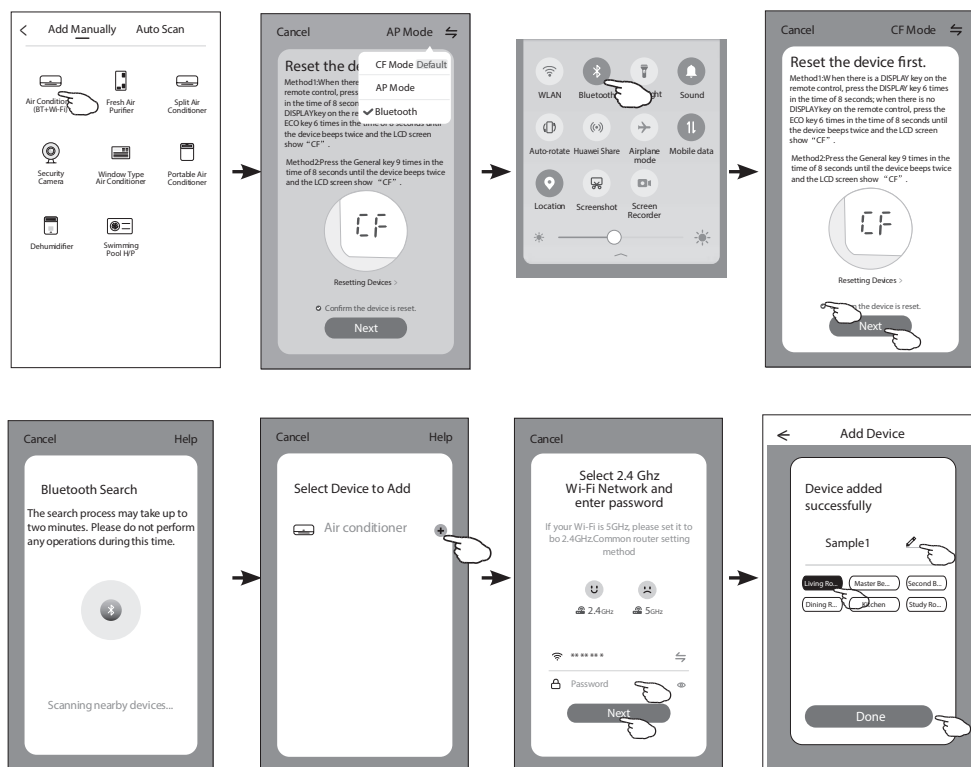 Add Manually Auto Scan
Air Condition
(BT+Wi-Fi)
Fresh Air
Purifier
Split Air
Conditioner
Security
Camera
Window Type
Air Conditioner
Portable Air
Conditioner
Dehumidifier
Swimming
Pool H/P
Cancel AP Mode
CF Mode Default
AP Mode
Bluetooth
Reset the de
Method1:When there
remote control, press
in the time of 8 secon
DISPLAYkey on the re
ECO key 6 times in the time of 8 seconds until
the device beeps twice and the LCD screen
show “CF” .
Method2:Press the General key 9 times in the
time of 8 seconds until the device beeps twice
and the LCD screen show “CF” .
CF
Resetting Devices >
Confirm the device is reset.
Next
WLAN Bluetooth ht Sound
Auto-rotate Huawei Share Airplane
mode Mobile data
Location Screenshot Screen
Recorder
Cancel CF Mode
Reset the device first.
Method1:When there is a DISPLAY key on the
remote control, press the DISPLAY key 6 times
in the time of 8 seconds; when there is no
DISPLAYkey on the remote control, press the
ECO key 6 times in the time of 8 seconds until
the device beeps twice and the LCD screen
show “CF” .
Method2:Press the General key 9 times in the
time of 8 seconds until the device beeps twice
and the LCD screen show “CF” .
CF
Resetting Devices >
the device is reset.
Next
Cancel Help
Bluetooth Search
The search process may take up to
two minutes. Please do not perform
any operations during this time.
Scanning nearby devices...
Cancel Help
Select Device to Add
Air conditioner
Cancel
Select 2.4 Ghz
Wi-Fi Network and
enter password
If your Wi-Fi is 5GHz, please set it to
bo 2.4GHz.Common router setting
method
2.4GHz 5GHz
** ** ** *
Password
Next
Add Device
Device added
successfully
Sample1
Living Ro... Master Be... Second B...
Dining R... Kitchen Study Ro...
Done